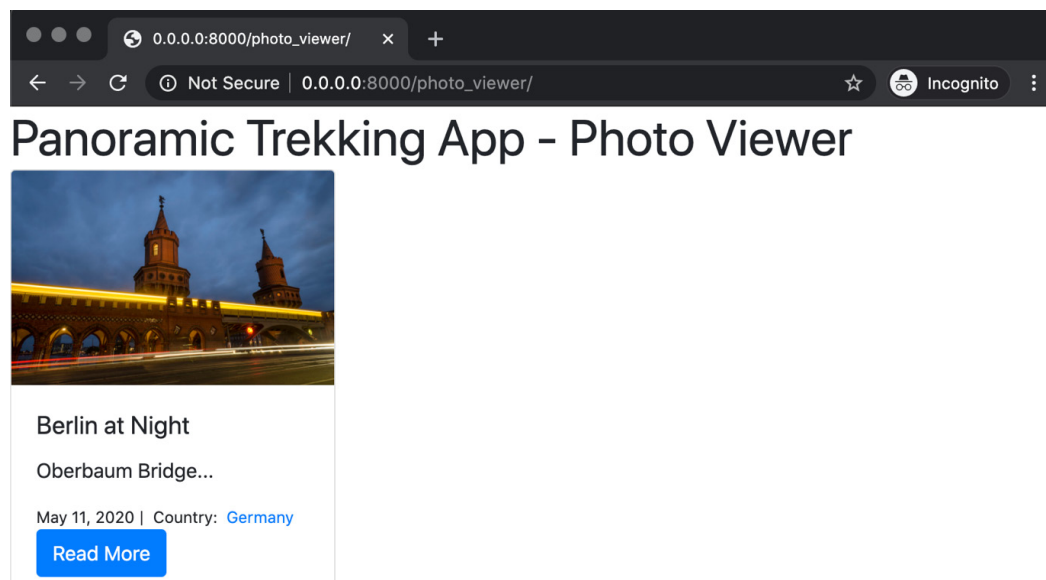 0.0.0.0:8000/photo_viewer/
Not Secure | 0.0.0.0:8000/photo_viewer/
Incognito
Panoramic Trekking App - Photo Viewer
Berlin at Night
Oberbaum Bridge...
May 11, 2020 | Country: Germany
Read More